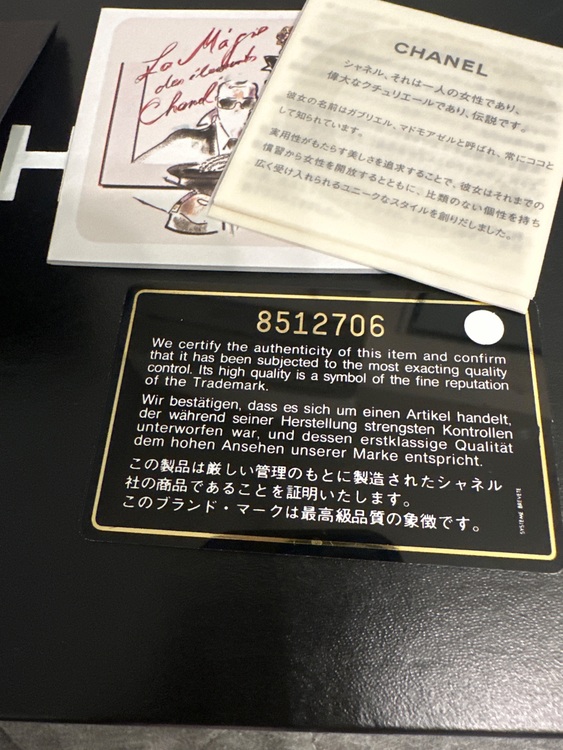 La Magie
des éléments
Chanel
CHANEL
シャネル、それは一人の女性であり、
偉大なクチュリエールであり、伝説です。
彼女の名前はガブリエル、マドモアゼルと呼ばれ、常にココと
して知られています。
実用性がもたらす美しさを追求することで、彼女はそれまでの
慣習から女性を開放するとともに、比類のない個性を持ち
広く受け入れられるユニークなスタイルを創りだしました。
H
8512706
We certify the authenticity of this item and confirm
that it has been subjected to the most exacting quality
control. Its high quality is a symbol of the fine reputation
of the Trademark.
Wir bestätigen, dass es sich um einen Artikel handelt,
der während seiner Herstellung strengsten Kontrollen
unterworfen war, und dessen erstklassige Qualität
dem hohen Ansehen unserer Marke entspricht.
この製品は厳しい管理のもとに製造されたシャネル
社の商品であることを証明いたします。
このブランド・マークは最高級品質の象徴です。
SYSTEME BREVETE